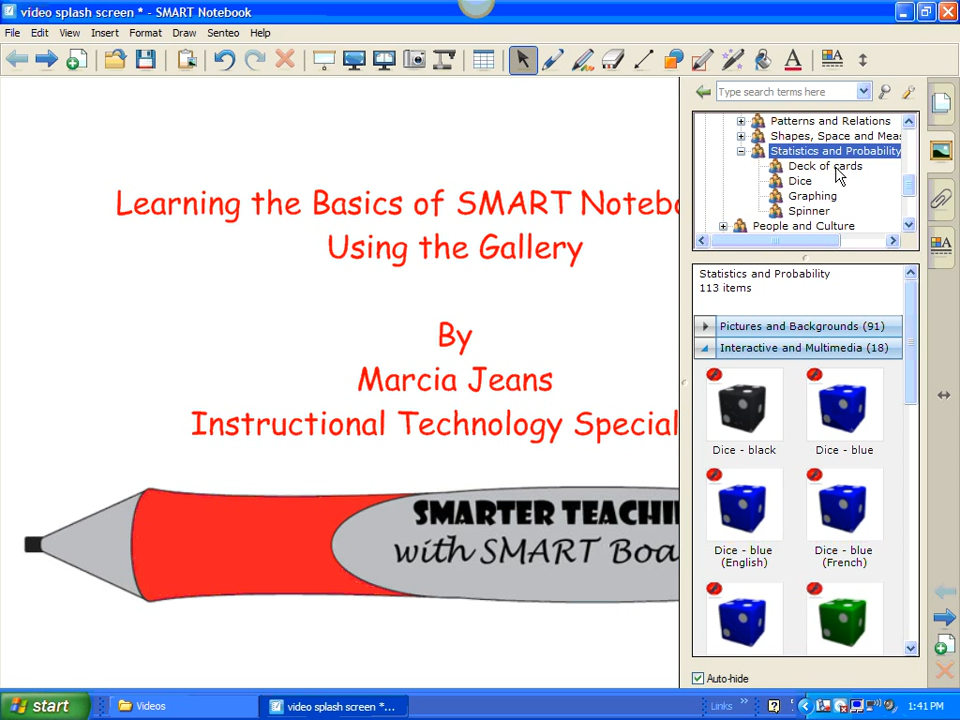 video splash screen * - SMART Notebook
File Edit View Insert Format Draw Senteo Help
Type search terms here
Patterns and Relations
Shapes, Space and Meas
Statistics and Probability
Deck of cards
Dice
Graphing
Spinner
People and Culture
Learning the Basics of SMART Notebo
Using the Gallery
By
Marcia Jeans
Instructional Technology Special
SMARTER TEACHIN
with SMART Boa
Statistics and Probability
113 items
Pictures and Backgrounds (91)
Interactive and Multimedia (18)
Dice - black
Dice - blue
Dice - blue (English)
Dice - blue (French)
Auto-hide
start
Videos
video splash screen *...
Links
1:41 PM